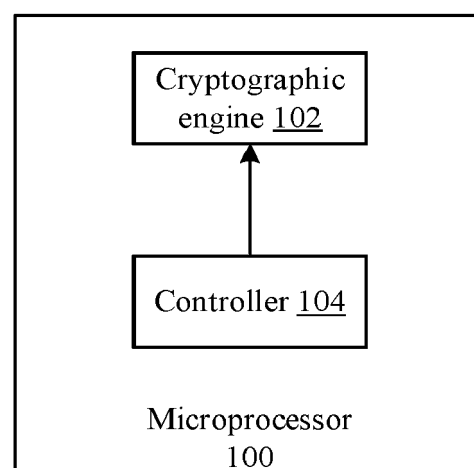 Cryptographic
engine 102
Controller 104
Microprocessor
100